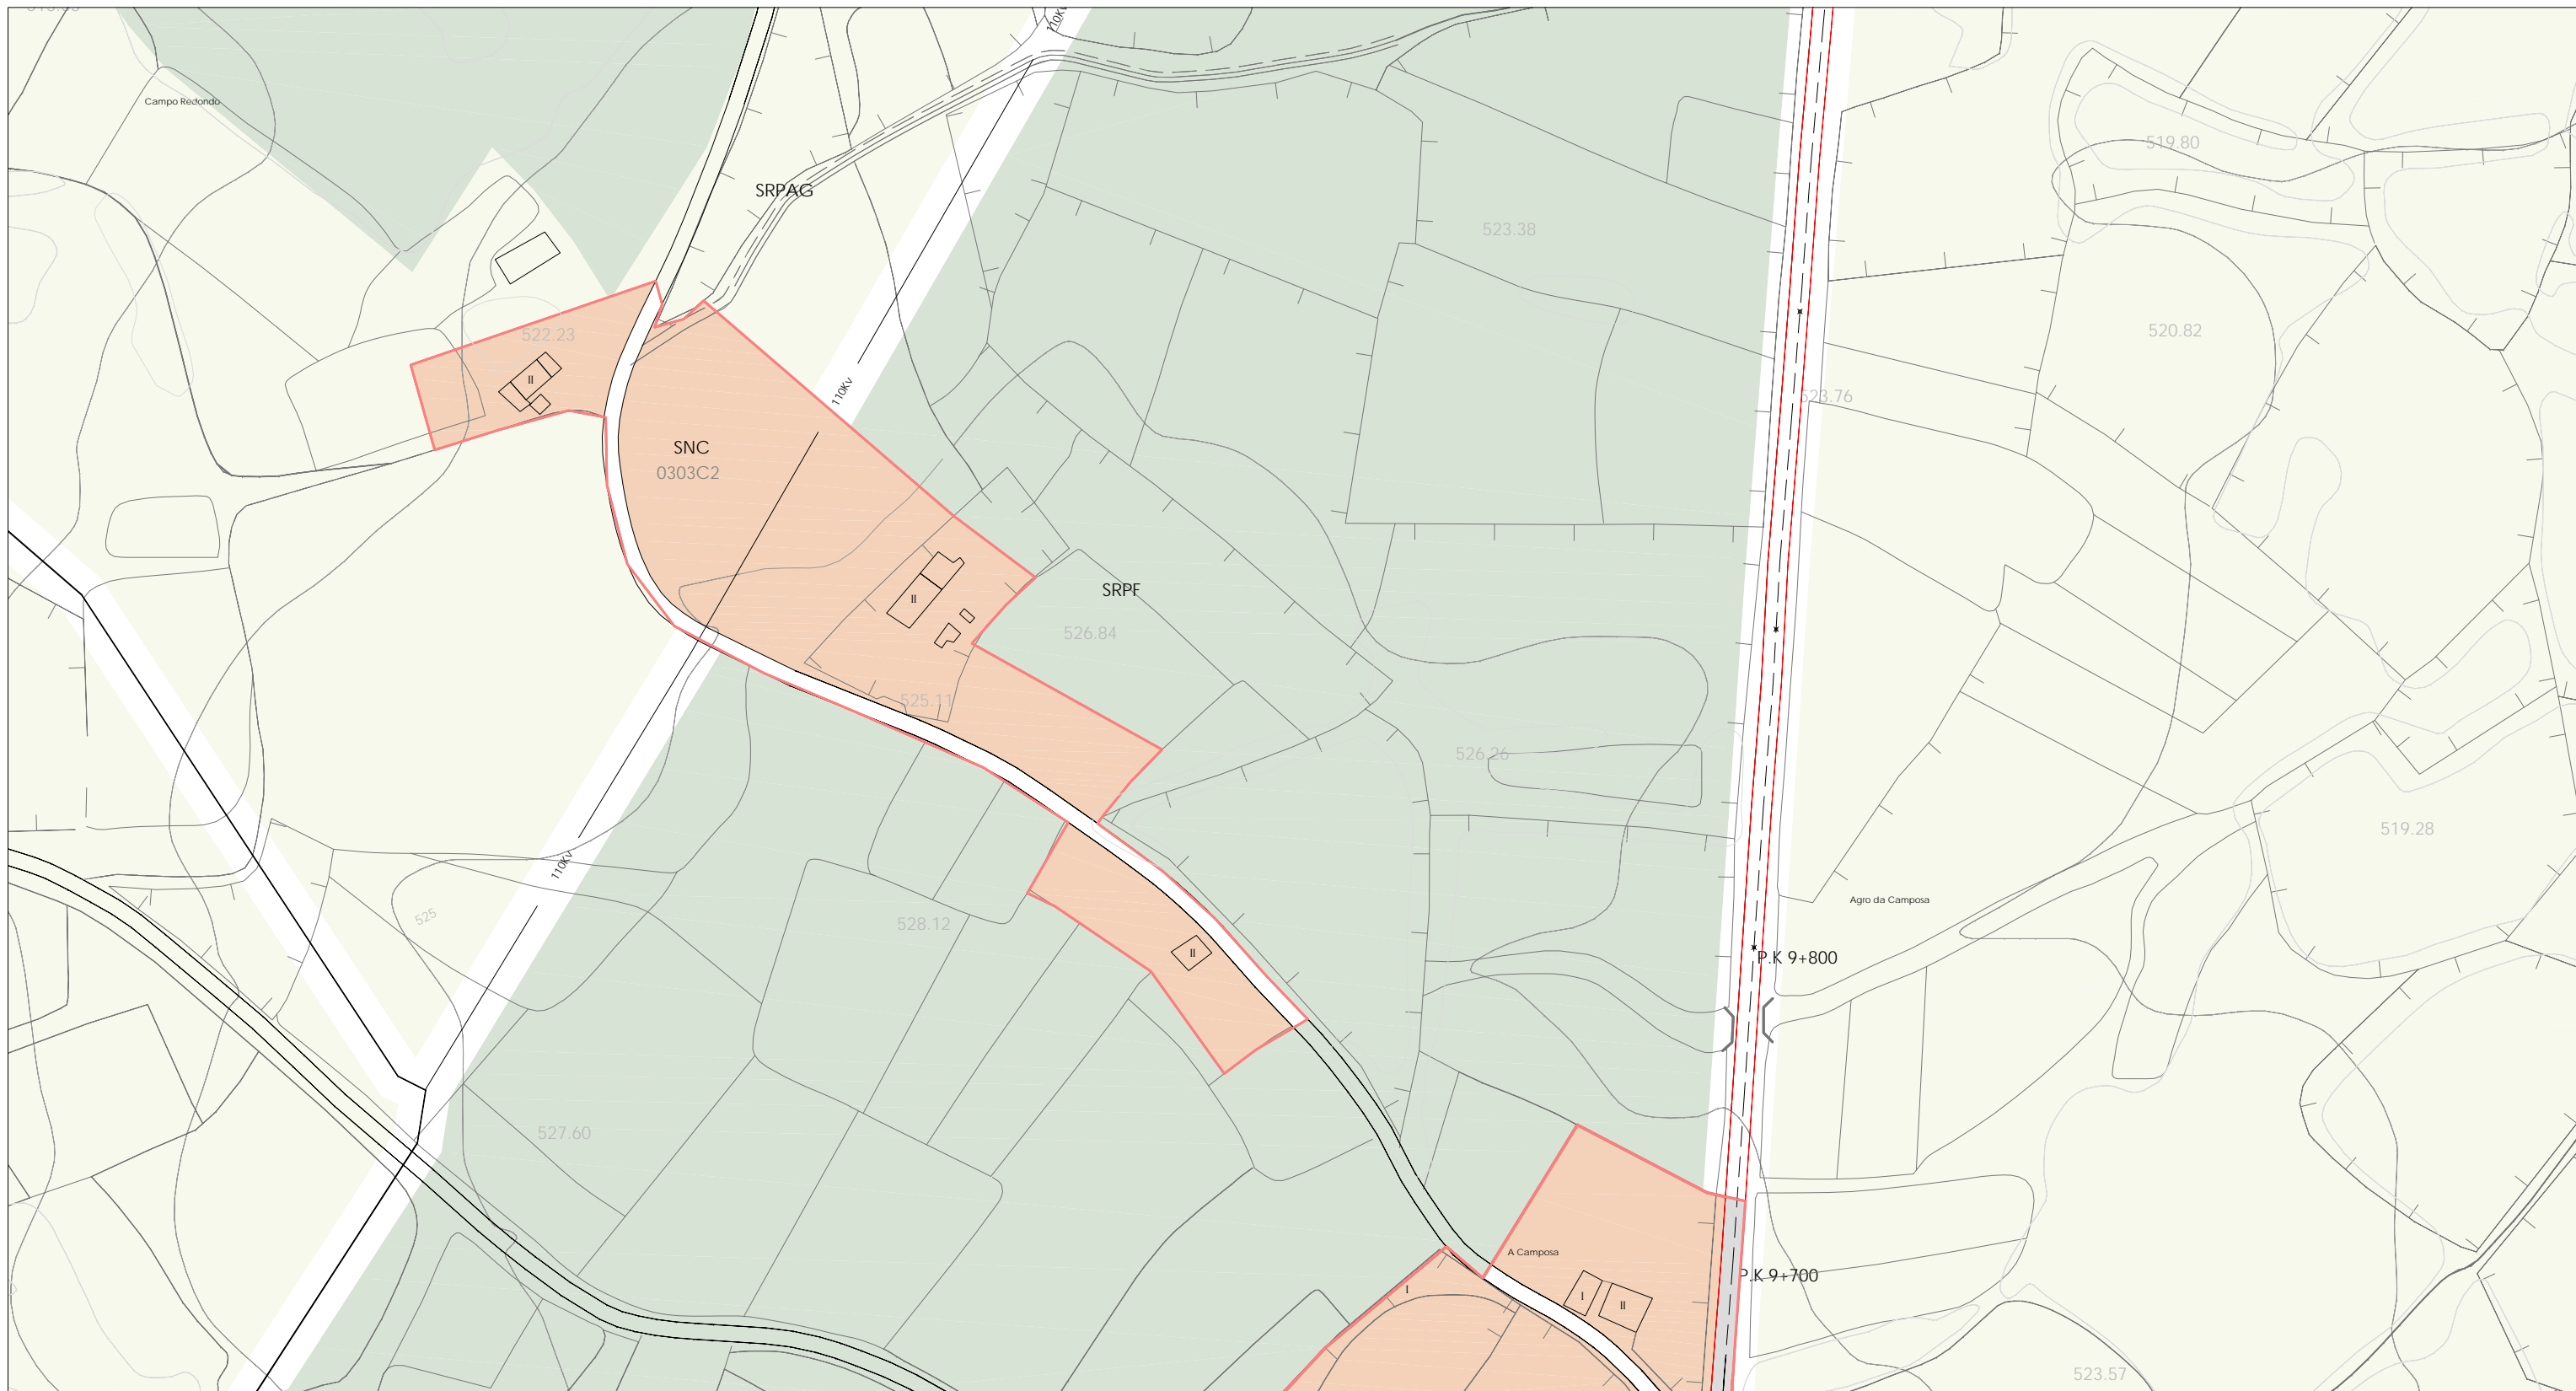 110Kv
Campo Redondo
519.80
SRPAG
523.38
522.23
520.82
II
110Kv
523.76
SNC
0303C2
SRPF
II
526.84
525.11
526.26
519.28
110Kv
Agro da Camposa
525
528.12
II
P.K 9+800
527.60
A Camposa
P.K 9+700
I
I
II
523.57